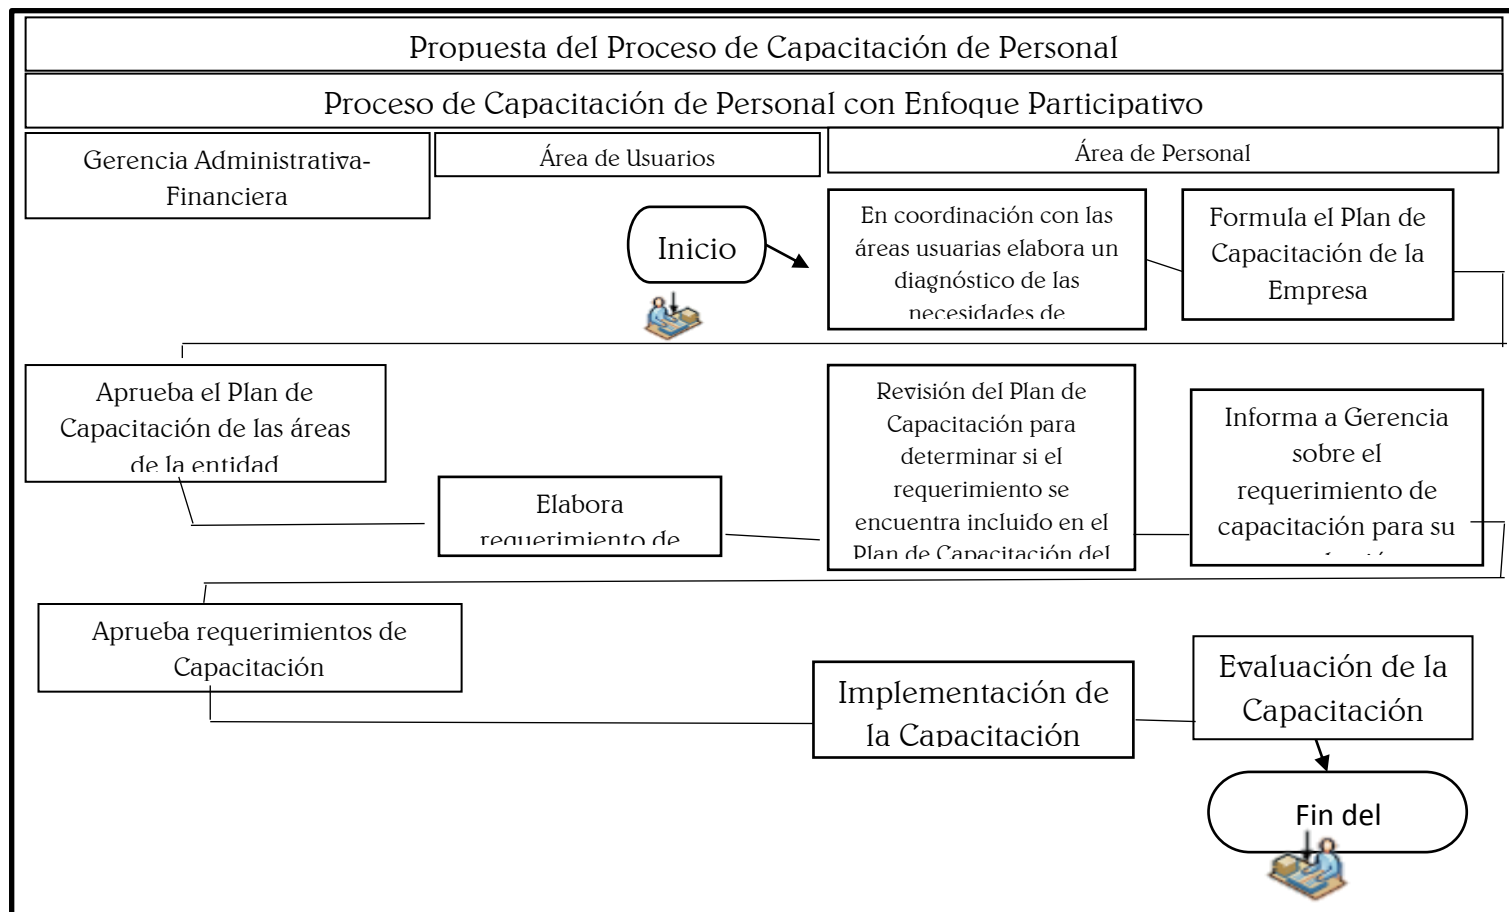 Propuesta del Proceso de Capacitación de Personal
Proceso de Capacitación de Personal con Enfoque Participativo
Gerencia Administrativa-
Financiera
Área de Usuarios
Área de Personal
Inicio
En coordinación con las
áreas usuarias elabora un
diagnóstico de las
necesidades de
Formula el Plan de
Capacitación de la
Empresa
Aprueba el Plan de
Capacitación de las áreas
de la entidad
Elabora
requerimiento de
Revisión del Plan de
Capacitación para
determinar si el
requerimiento se
encuentra incluido en el
Plan de Capacitación del
Informa a Gerencia
sobre el
requerimiento de
capacitación para su
Aprueba requerimientos de
Capacitación
Implementación de
la Capacitación
Evaluación de la
Capacitación
Fin del